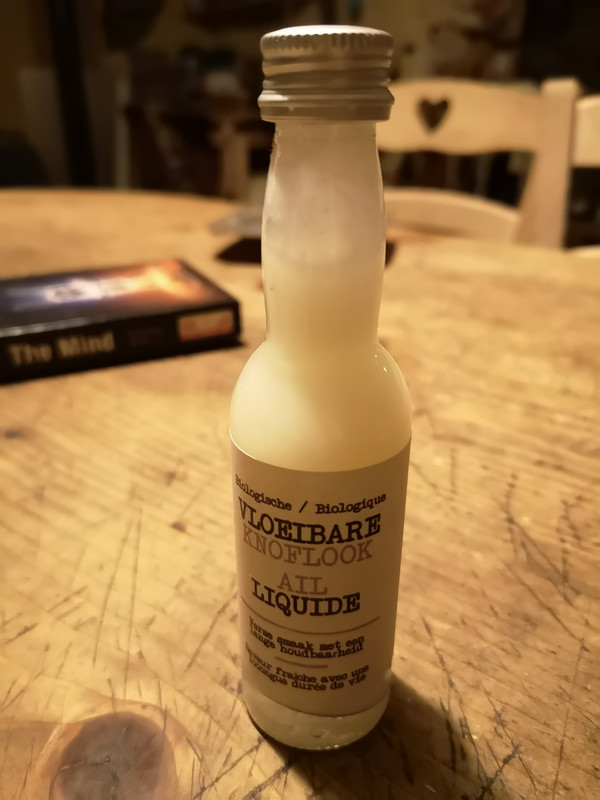 The Mind
Biologische / Biologique
VLOEIBARE
KNOFLOOK
AIL
LIQUIDE
Verse smaak met een
lange houdbaarheid
saveur fraiche avec une
longue durée de vie